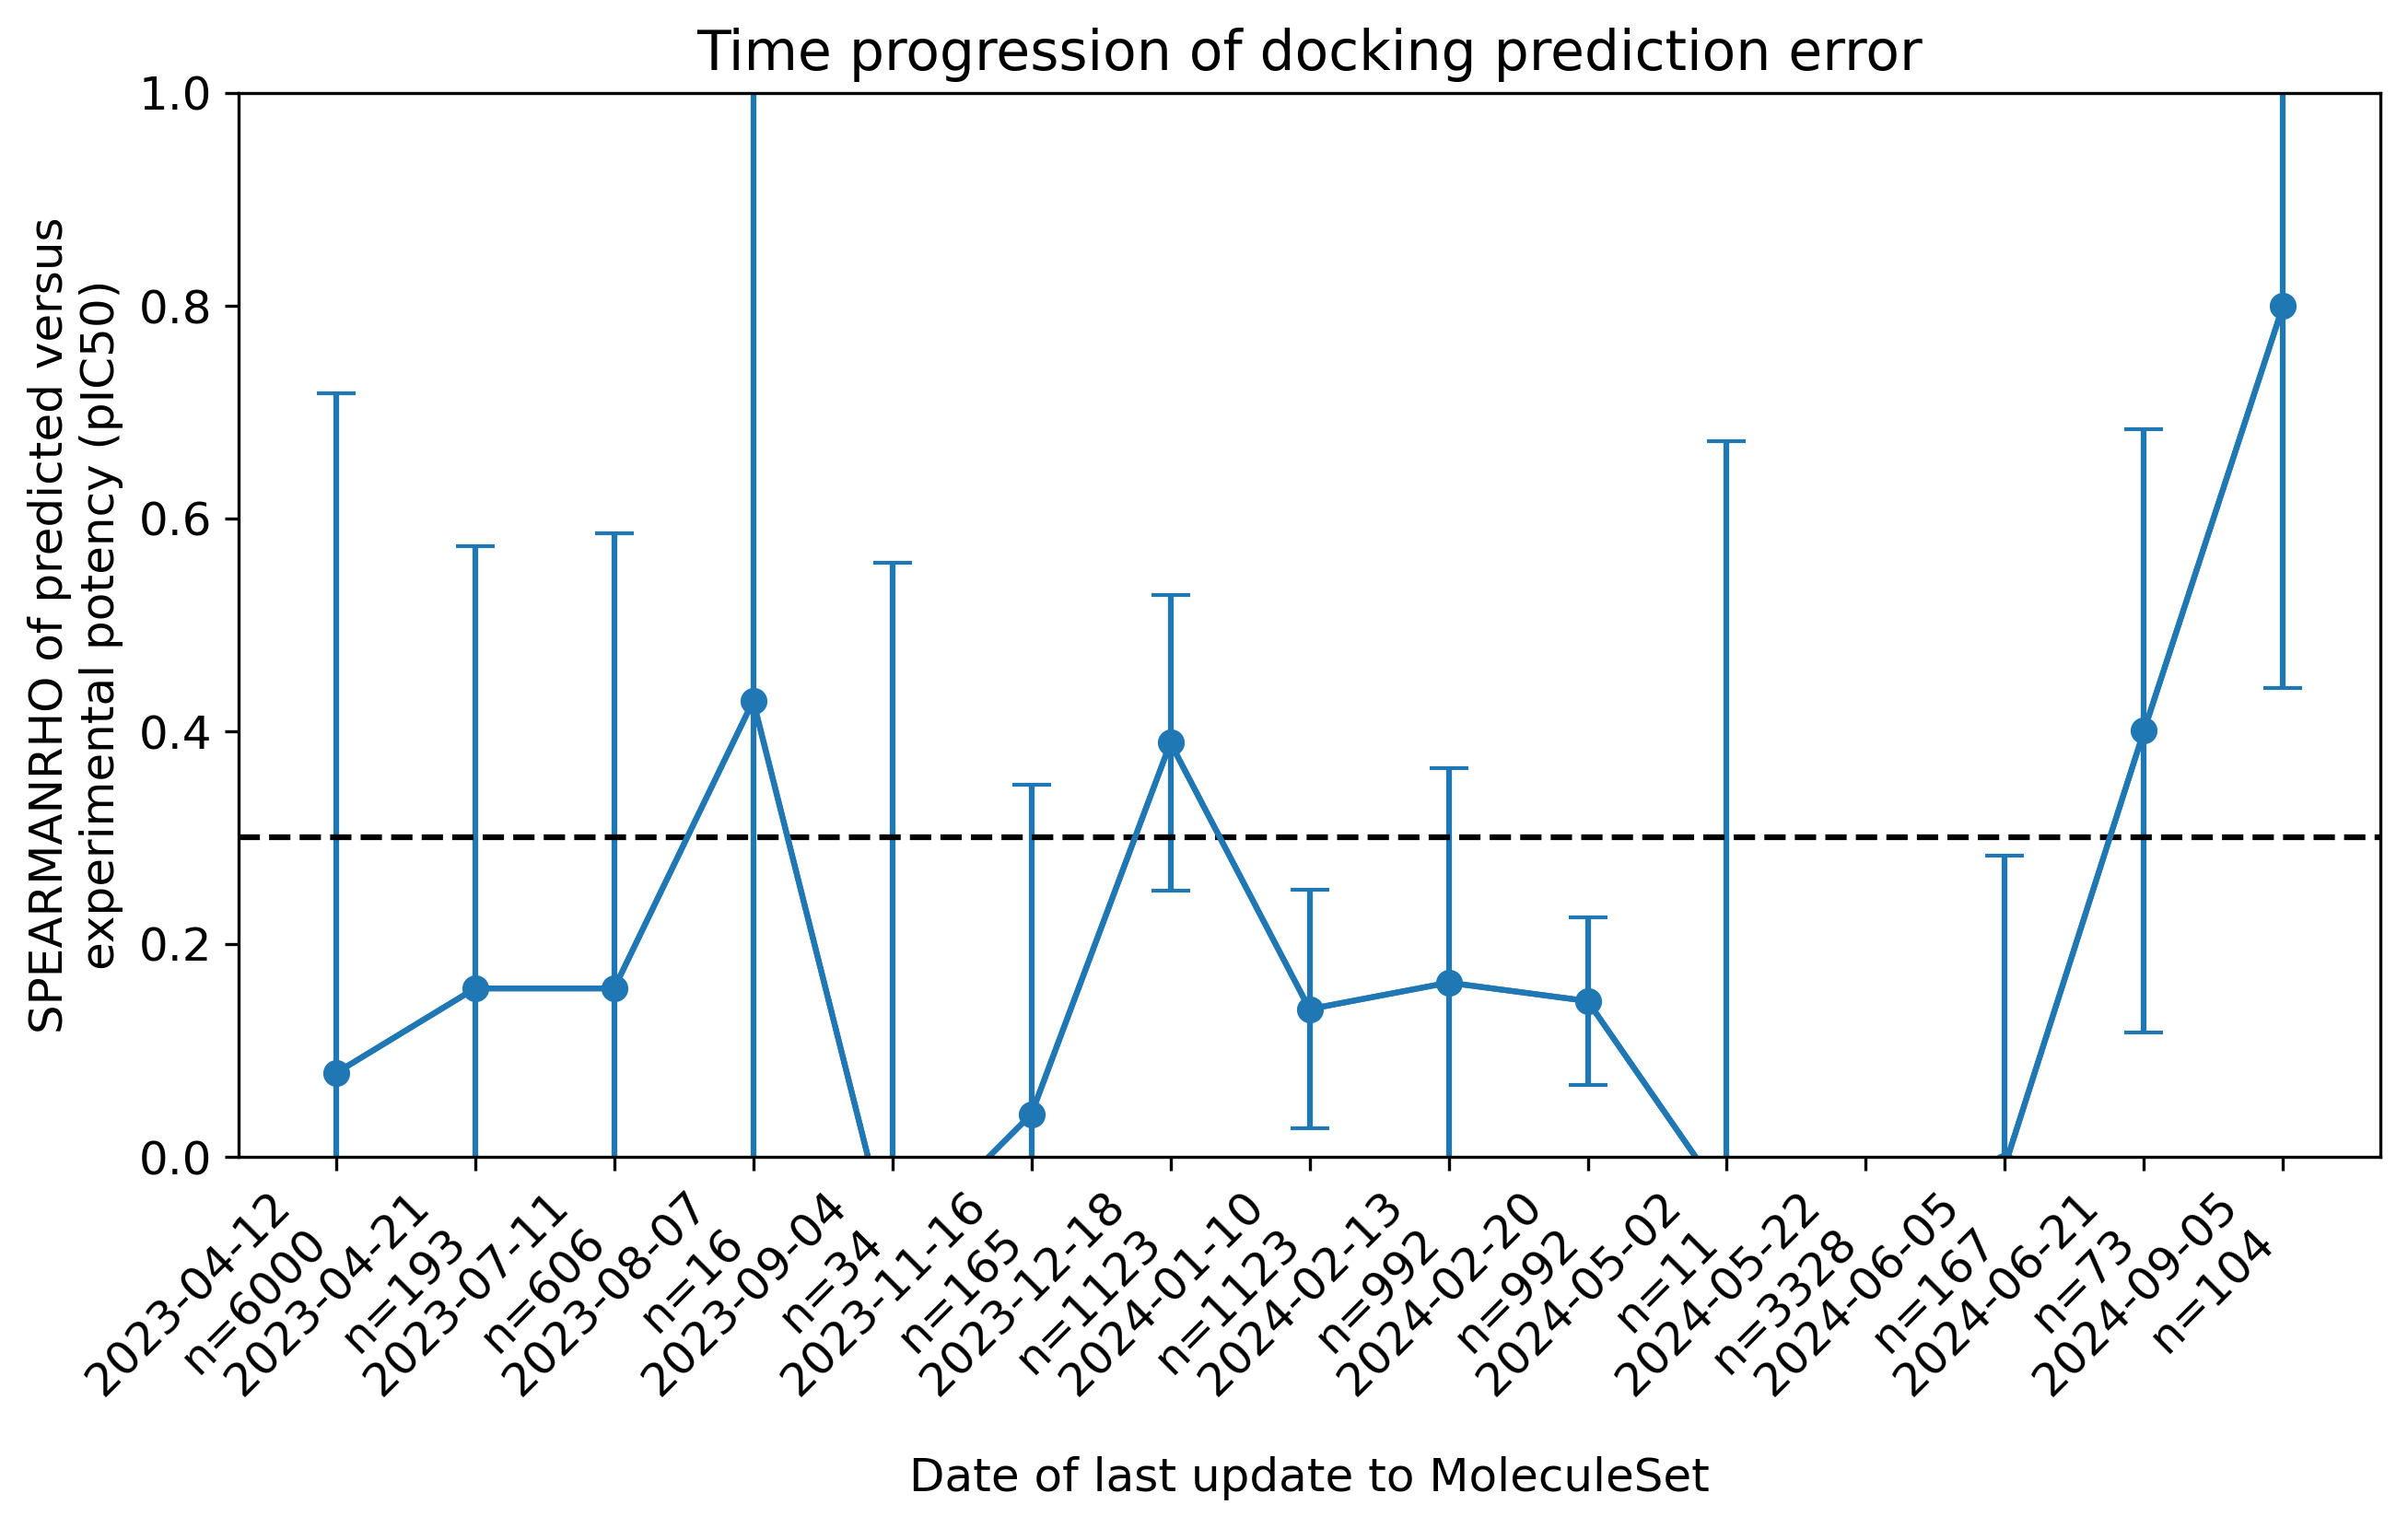 Time progression of docking prediction error
SPEARMANRHO of predicted versus
experimental potency (pIC50)
1.0
0.8
0.6
0.4
0.2
0.0
2023-04-12
n=6000
2023-04-21
n=193
2023-07-11
n=606
2023-08-07
n=16
2023-09-04
n=34
2023-11-16
n=165
2023-12-18
n=1123
2024-01-10
n=1123
2024-02-13
n=992
2024-02-20
n=992
2024-05-02
n=11
2024-05-22
n=3328
2024-06-05
n=167
2024-06-21
n=73
2024-09-05
n=104
Date of last update to MoleculeSet